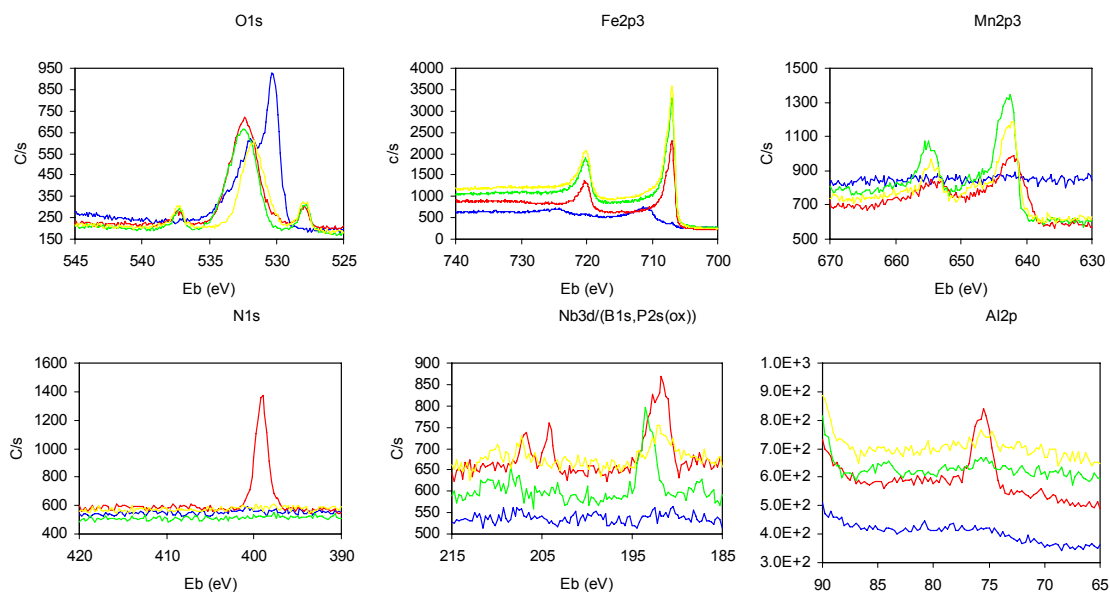 O1s
Fe2p3
Mn2p3
950
850
750
650
550
450
350
250
150
C/s
545
540
535
530
525
Eb (eV)
4000
3500
3000
2500
2000
1500
1000
500
0
c/s
740
730
720
710
700
Eb (eV)
1500
1300
1100
900
700
500
C/s
670
660
650
640
630
Eb (eV)
N1s
Nb3d/(B1s,P2s(ox))
Al2p
1600
1400
1200
1000
800
600
400
C/s
420
410
400
390
Eb (eV)
900
850
800
750
700
650
600
550
500
C/s
215
205
195
185
Eb (eV)
1.0E+3
9.0E+2
8.0E+2
7.0E+2
6.0E+2
5.0E+2
4.0E+2
3.0E+2
90
85
80
75
70
65